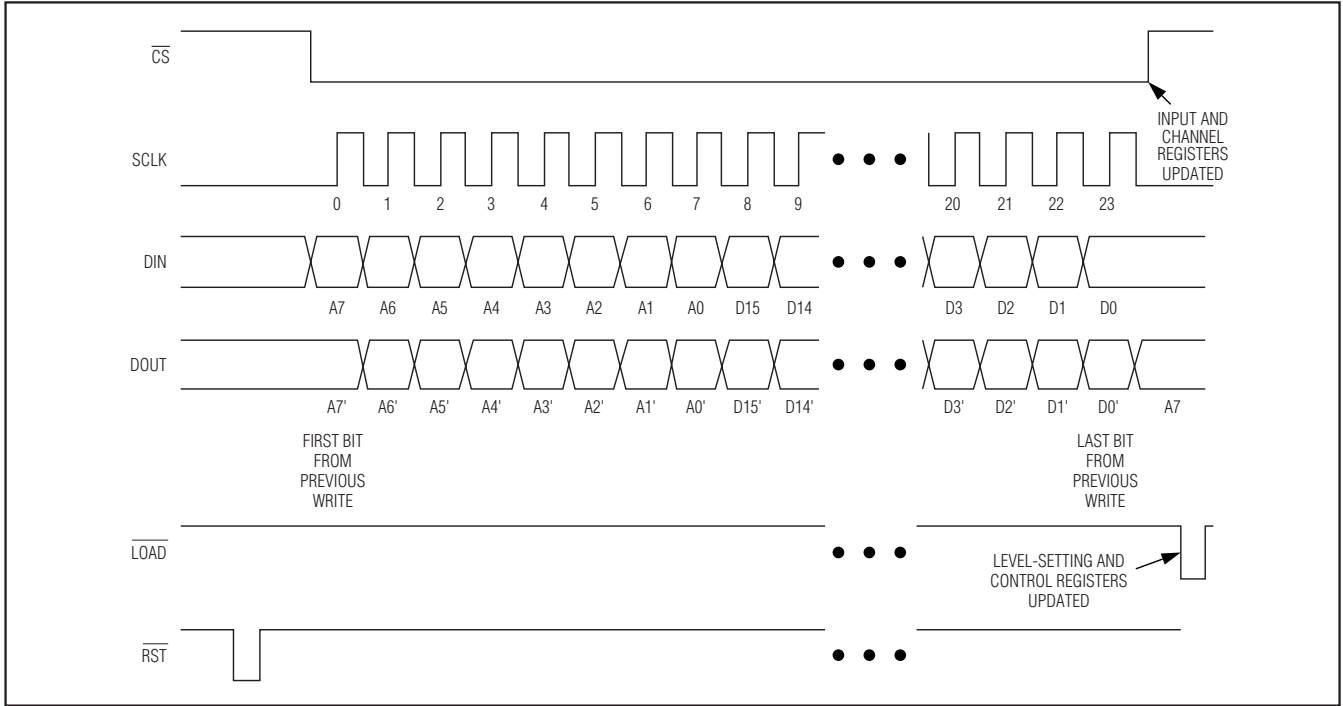 CS
INPUT AND
CHANNEL
REGISTERS
UPDATED
SCLK
0 1 2 3 4 5 6 7 8 9 20 21 22 23
DIN
A7 A6 A5 A4 A3 A2 A1 A0 D15 D14 D3 D2 D1 D0
DOUT
A7' A6' A5' A4' A3' A2' A1' A0' D15' D14' D3' D2' D1' D0' A7
FIRST BIT
FROM
PREVIOUS
WRITE
LAST BIT
FROM
PREVIOUS
WRITE
LOAD
LEVEL-SETTING AND
CONTROL REGISTERS
UPDATED
RST